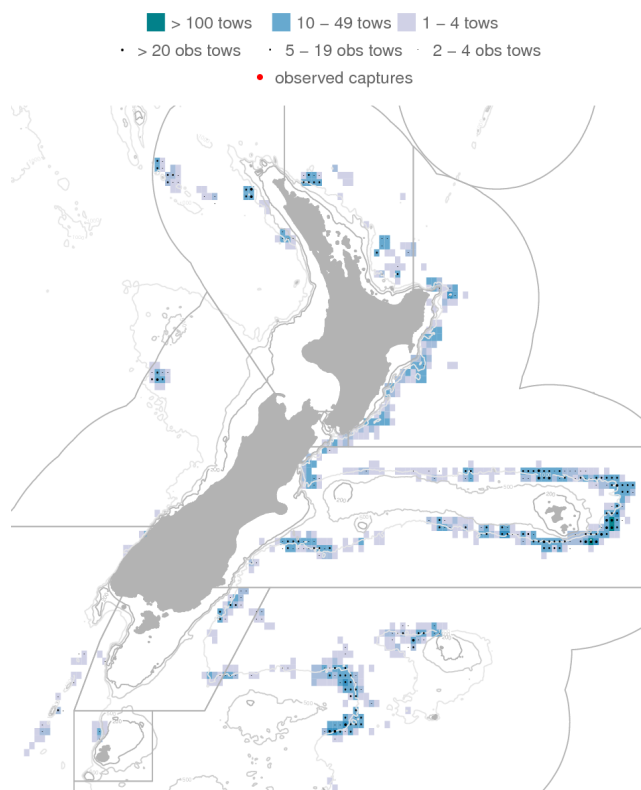 > 100 tows 10 − 49 tows 1 − 4 tows
> 20 obs tows 5 − 19 obs tows 2 − 4 obs tows
observed captures